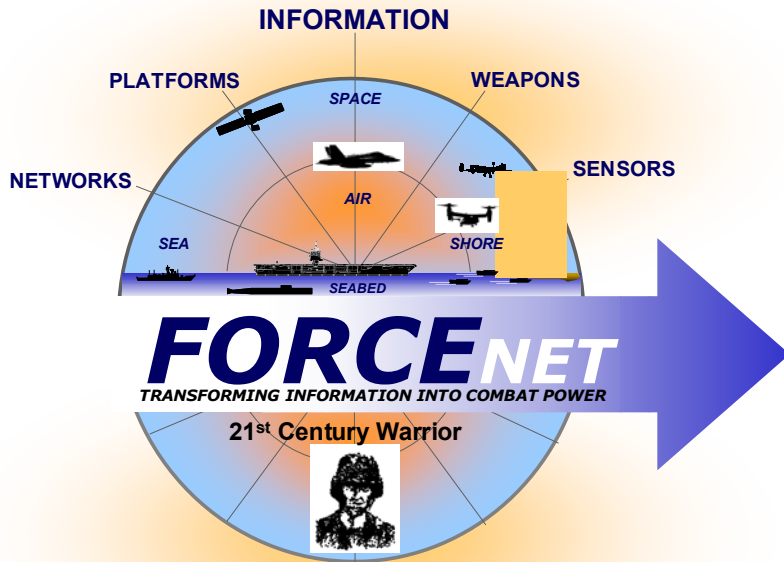 INFORMATION
PLATFORMS
WEAPONS
SPACE
NETWORKS
SENSORS
AIR
SEA
SHORE
SEABED
FORCENET
TRANSFORMING INFORMATION INTO COMBAT POWER
21st Century Warrior